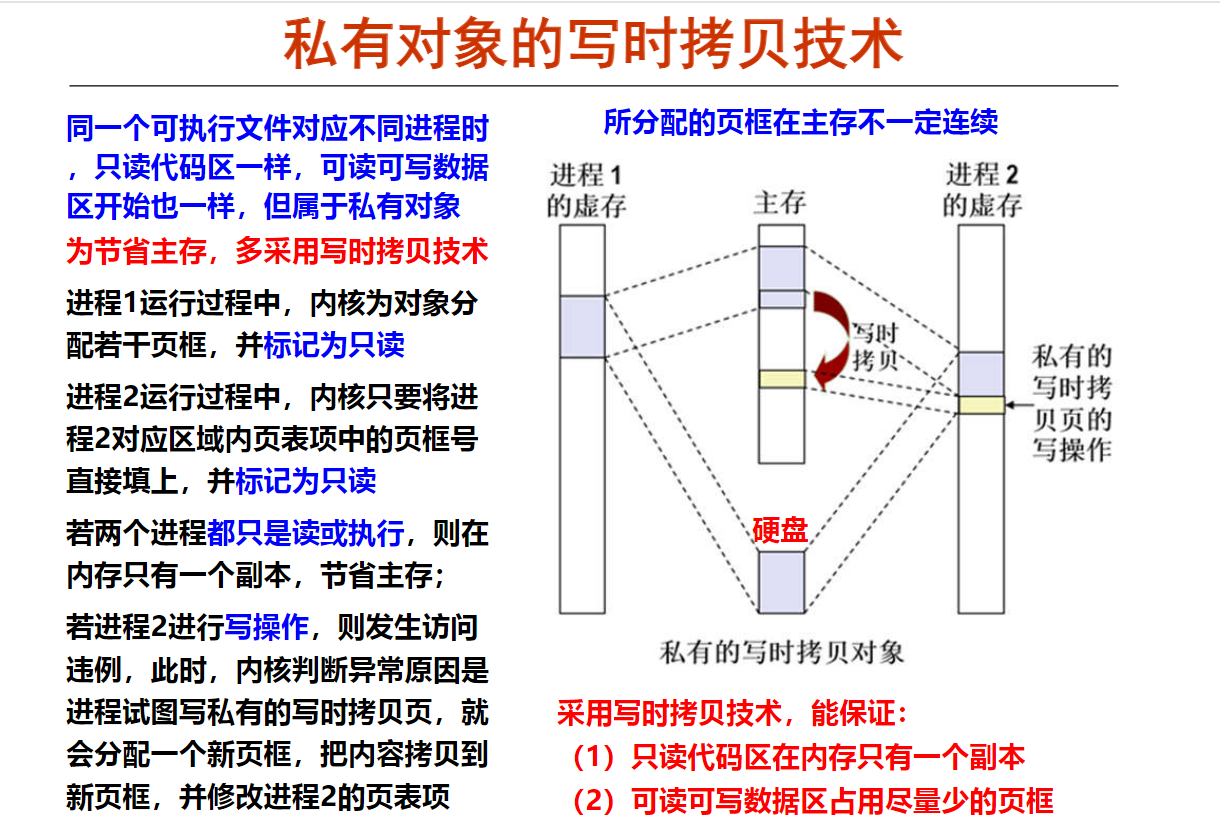 私有对象的写时拷贝技术
同一个可执行文件对应不同进程时
，只读代码区一样，可读可写数据
区开始也一样，但属于私有对象
为节省主存，多采用写时拷贝技术
进程1运行过程中，内核为对象分
配若干页框，并标记为只读
进程2运行过程中，内核只要将进
程2对应区域内页表项中的页框号
直接填上，并标记为只读
若两个进程都只是读或执行，则在
内存只有一个副本，节省主存；
若进程2进行写操作，则发生访问
违例，此时，内核判断异常原因是
进程试图写私有的写时拷贝页，就
会分配一个新页框，把内容拷贝到
新页框，并修改进程2的页表项
所分配的页框在主存不一定连续
进程 1
的虚存
主存
进程 2
的虚存
写时
拷贝
私有的
写时拷
贝页的
写操作
硬盘
私有的写时拷贝对象
采用写时拷贝技术，能保证：
（1）只读代码区在内存只有一个副本
（2）可读可写数据区占用尽量少的页框